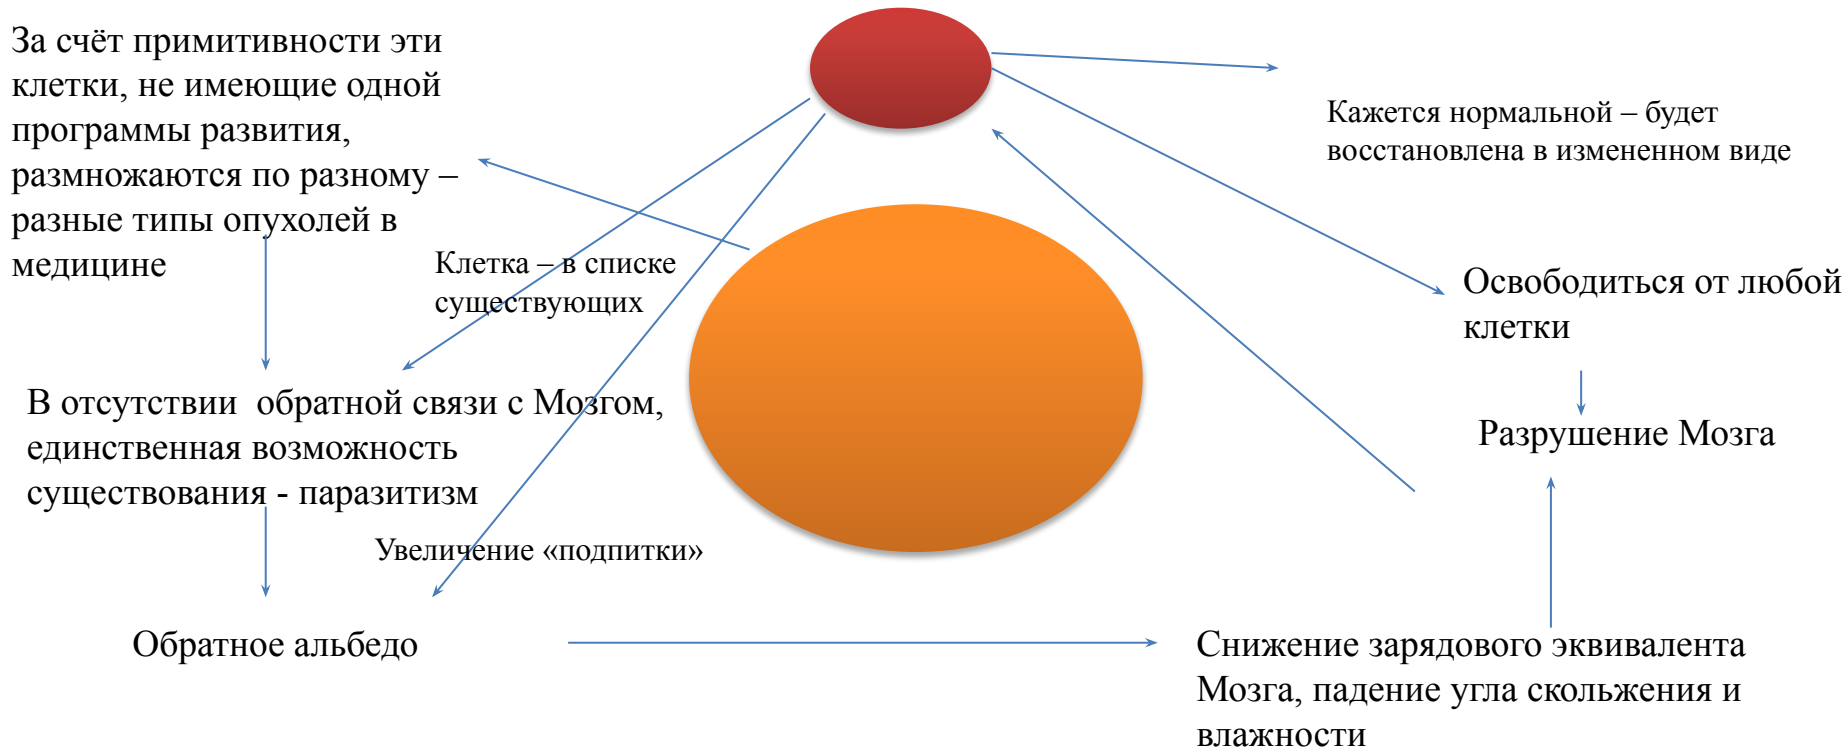 За счёт примитивности эти
клетки, не имеющие одной
программы развития,
размножаются по разному –
разные типы опухолей в
медицине
Кажется нормальной – будет
восстановлена в измененном виде
Клетка – в списке
существующих
Освободиться от любой
клетки
В отсутствии  обратной связи с Мозгом,
единственная возможность
существования - паразитизм
Разрушение Мозга
Увеличение «подпитки»
Обратное альбедо
Снижение зарядового эквивалента
Мозга, падение угла скольжения и
влажности